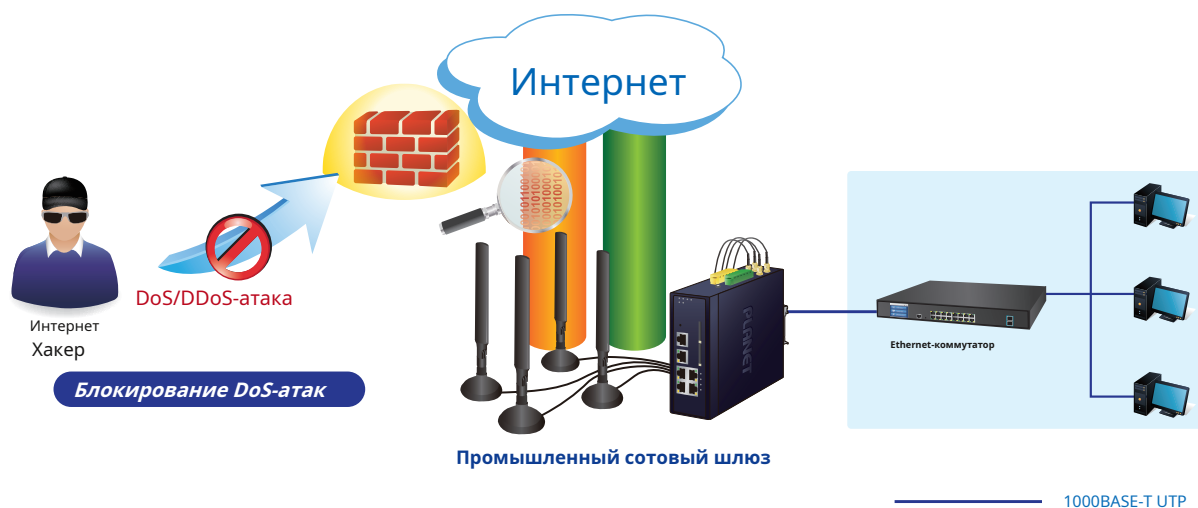 Интернет
DoS/DDoS-атака
Интернет
Хакер
Блокирование DoS-атак
PLANET
Ethernet-коммутатор
Промышленный сотовый шлюз
1000BASE-T UTP